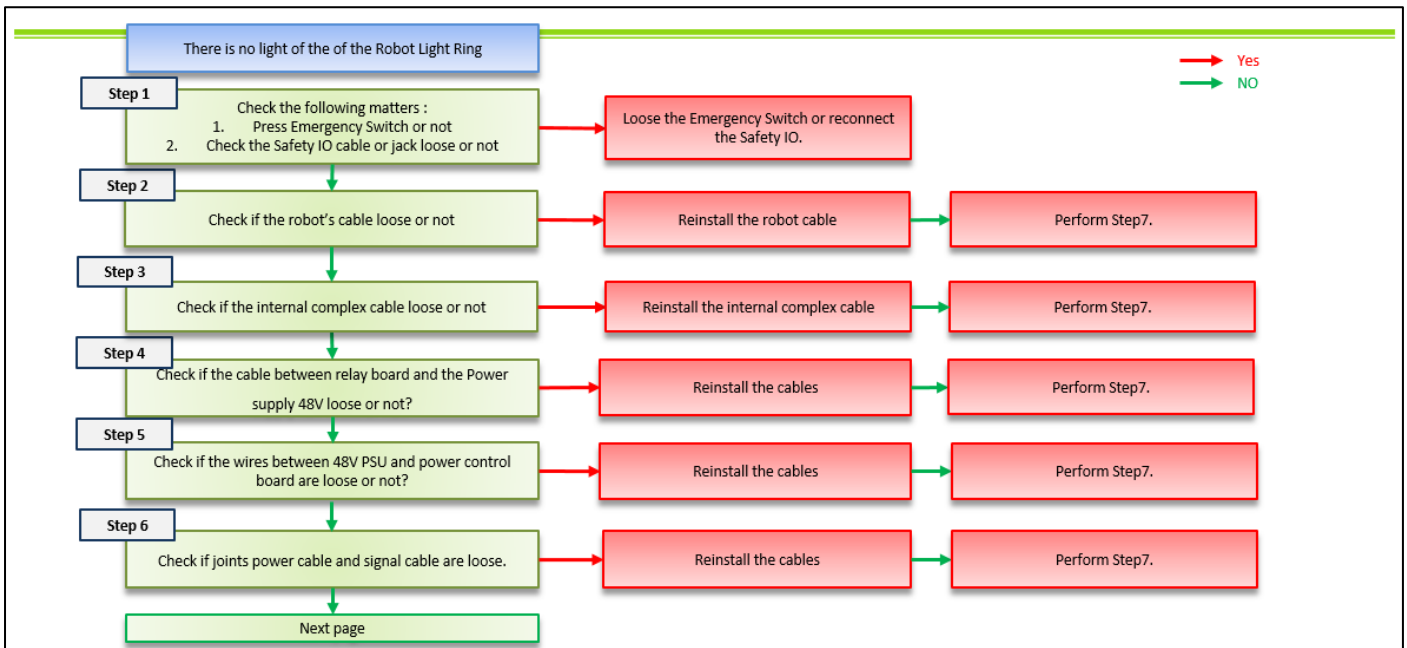 There is no light of the of the Robot Light Ring
Yes
NO
Step 1
Check the following matters :
1. Press Emergency Switch or not
2. Check the Safety IO cable or jack loose or not
Loose the Emergency Switch or reconnect
the Safety IO.
Step 2
Check if the robot's cable loose or not
Reinstall the robot cable
Perform Step7.
Step 3
Check if the internal complex cable loose or not
Reinstall the internal complex cable
Perform Step7.
Step 4
Check if the cable between relay board and the Power
supply 48V loose or not?
Reinstall the cables
Perform Step7.
Step 5
Check if the wires between 48V PSU and power control
board are loose or not?
Reinstall the cables
Perform Step7.
Step 6
Check if joints power cable and signal cable are loose.
Reinstall the cables
Perform Step7.
Next page